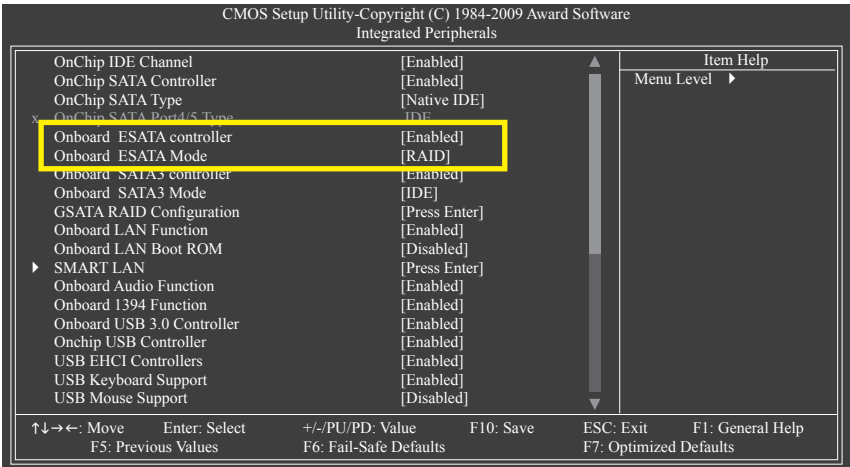 CMOS Setup Utility-Copyright (C) 1984-2009 Award Software
Integrated Peripherals
OnChip IDE Channel [Enabled]
OnChip SATA Controller [Enabled]
OnChip SATA Type [Native IDE]
x OnChip SATA Port4/5 Type IDE
Onboard ESATA controller [Enabled]
Onboard ESATA Mode [RAID]
Onboard SATA3 controller [Enabled]
Onboard SATA3 Mode [IDE]
GSATA RAID Configuration [Press Enter]
Onboard LAN Function [Enabled]
Onboard LAN Boot ROM [Disabled]
SMART LAN [Press Enter]
Onboard Audio Function [Enabled]
Onboard 1394 Function [Enabled]
Onboard USB 3.0 Controller [Enabled]
Onchip USB Controller [Enabled]
USB EHCI Controllers [Enabled]
USB Keyboard Support [Enabled]
USB Mouse Support [Disabled]
Item Help
Menu Level
↑↓→←: Move Enter: Select +/-/PU/PD: Value F10: Save ESC: Exit F1: General Help
F5: Previous Values F6: Fail-Safe Defaults F7: Optimized Defaults